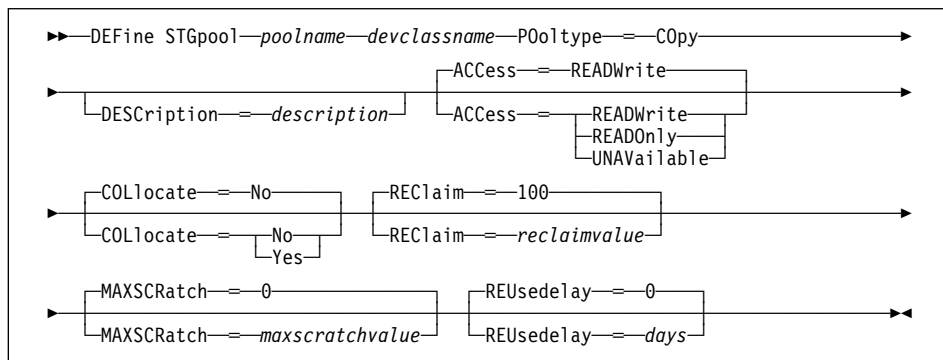 DEFine STGpool poolname devclassname POoltype = COpy
ACCess = READWrite
DESCription = description ACCess = READWrite
READOnly
UNAVailable
COLlocate = No REClaim = 100
COLlocate = No REClaim = reclaimvalue
Yes
MAXSCRatch = 0 REUsedelay = 0
MAXSCRatch = maxscratchvalue REUsedelay = days